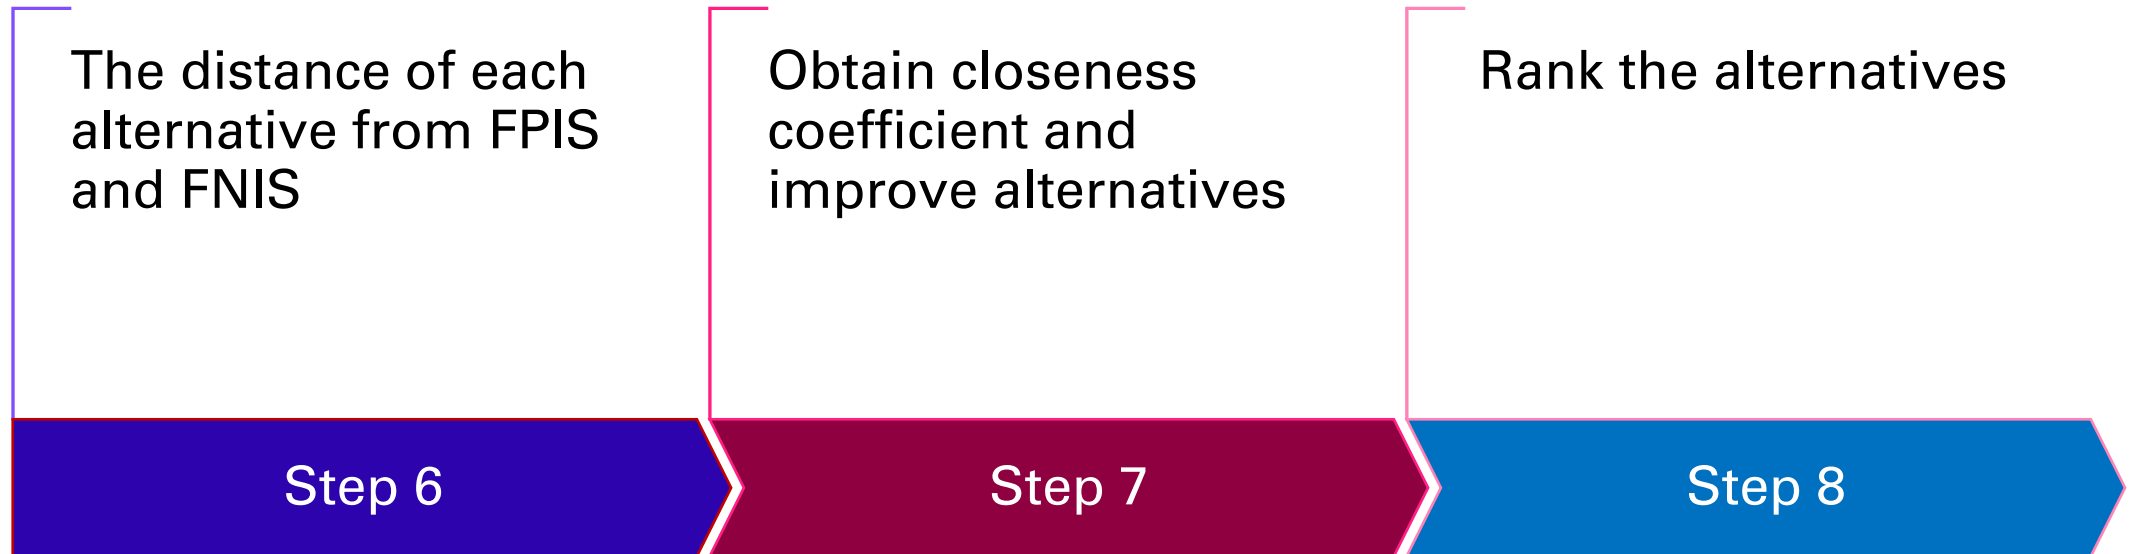 The distance of each
alternative from FPIS
and FNIS
Step 6
Obtain closeness
coefficient and
improve alternatives
Step 7
Rank the alternatives
Step 8